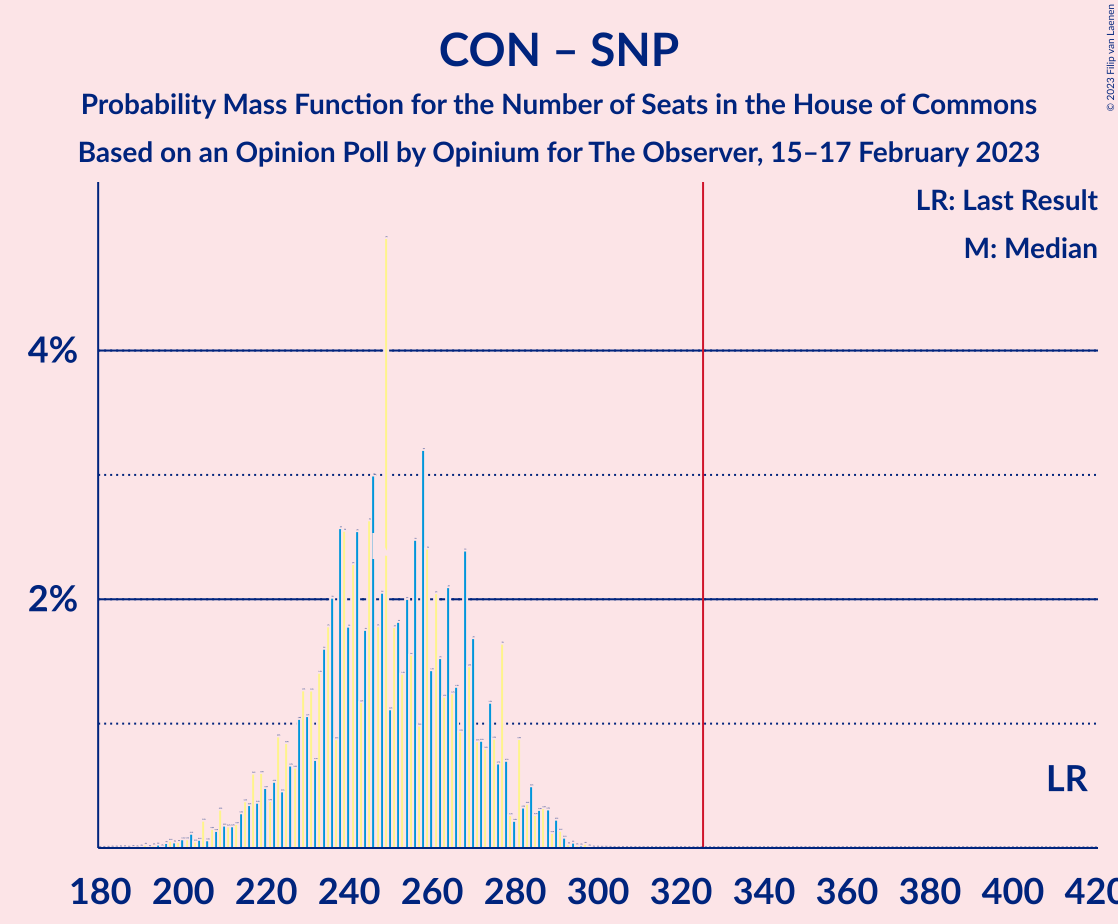 CON – SNP
Probability Mass Function for the Number of Seats in the House of Commons
Based on an Opinion Poll by Opinium for The Observer, 15–17 February 2023
© 2023 Filip van Laenen
LR: Last Result
M: Median
4%
2%
LR
180 200 220 240 260 280 300 320 340 360 380 400 420